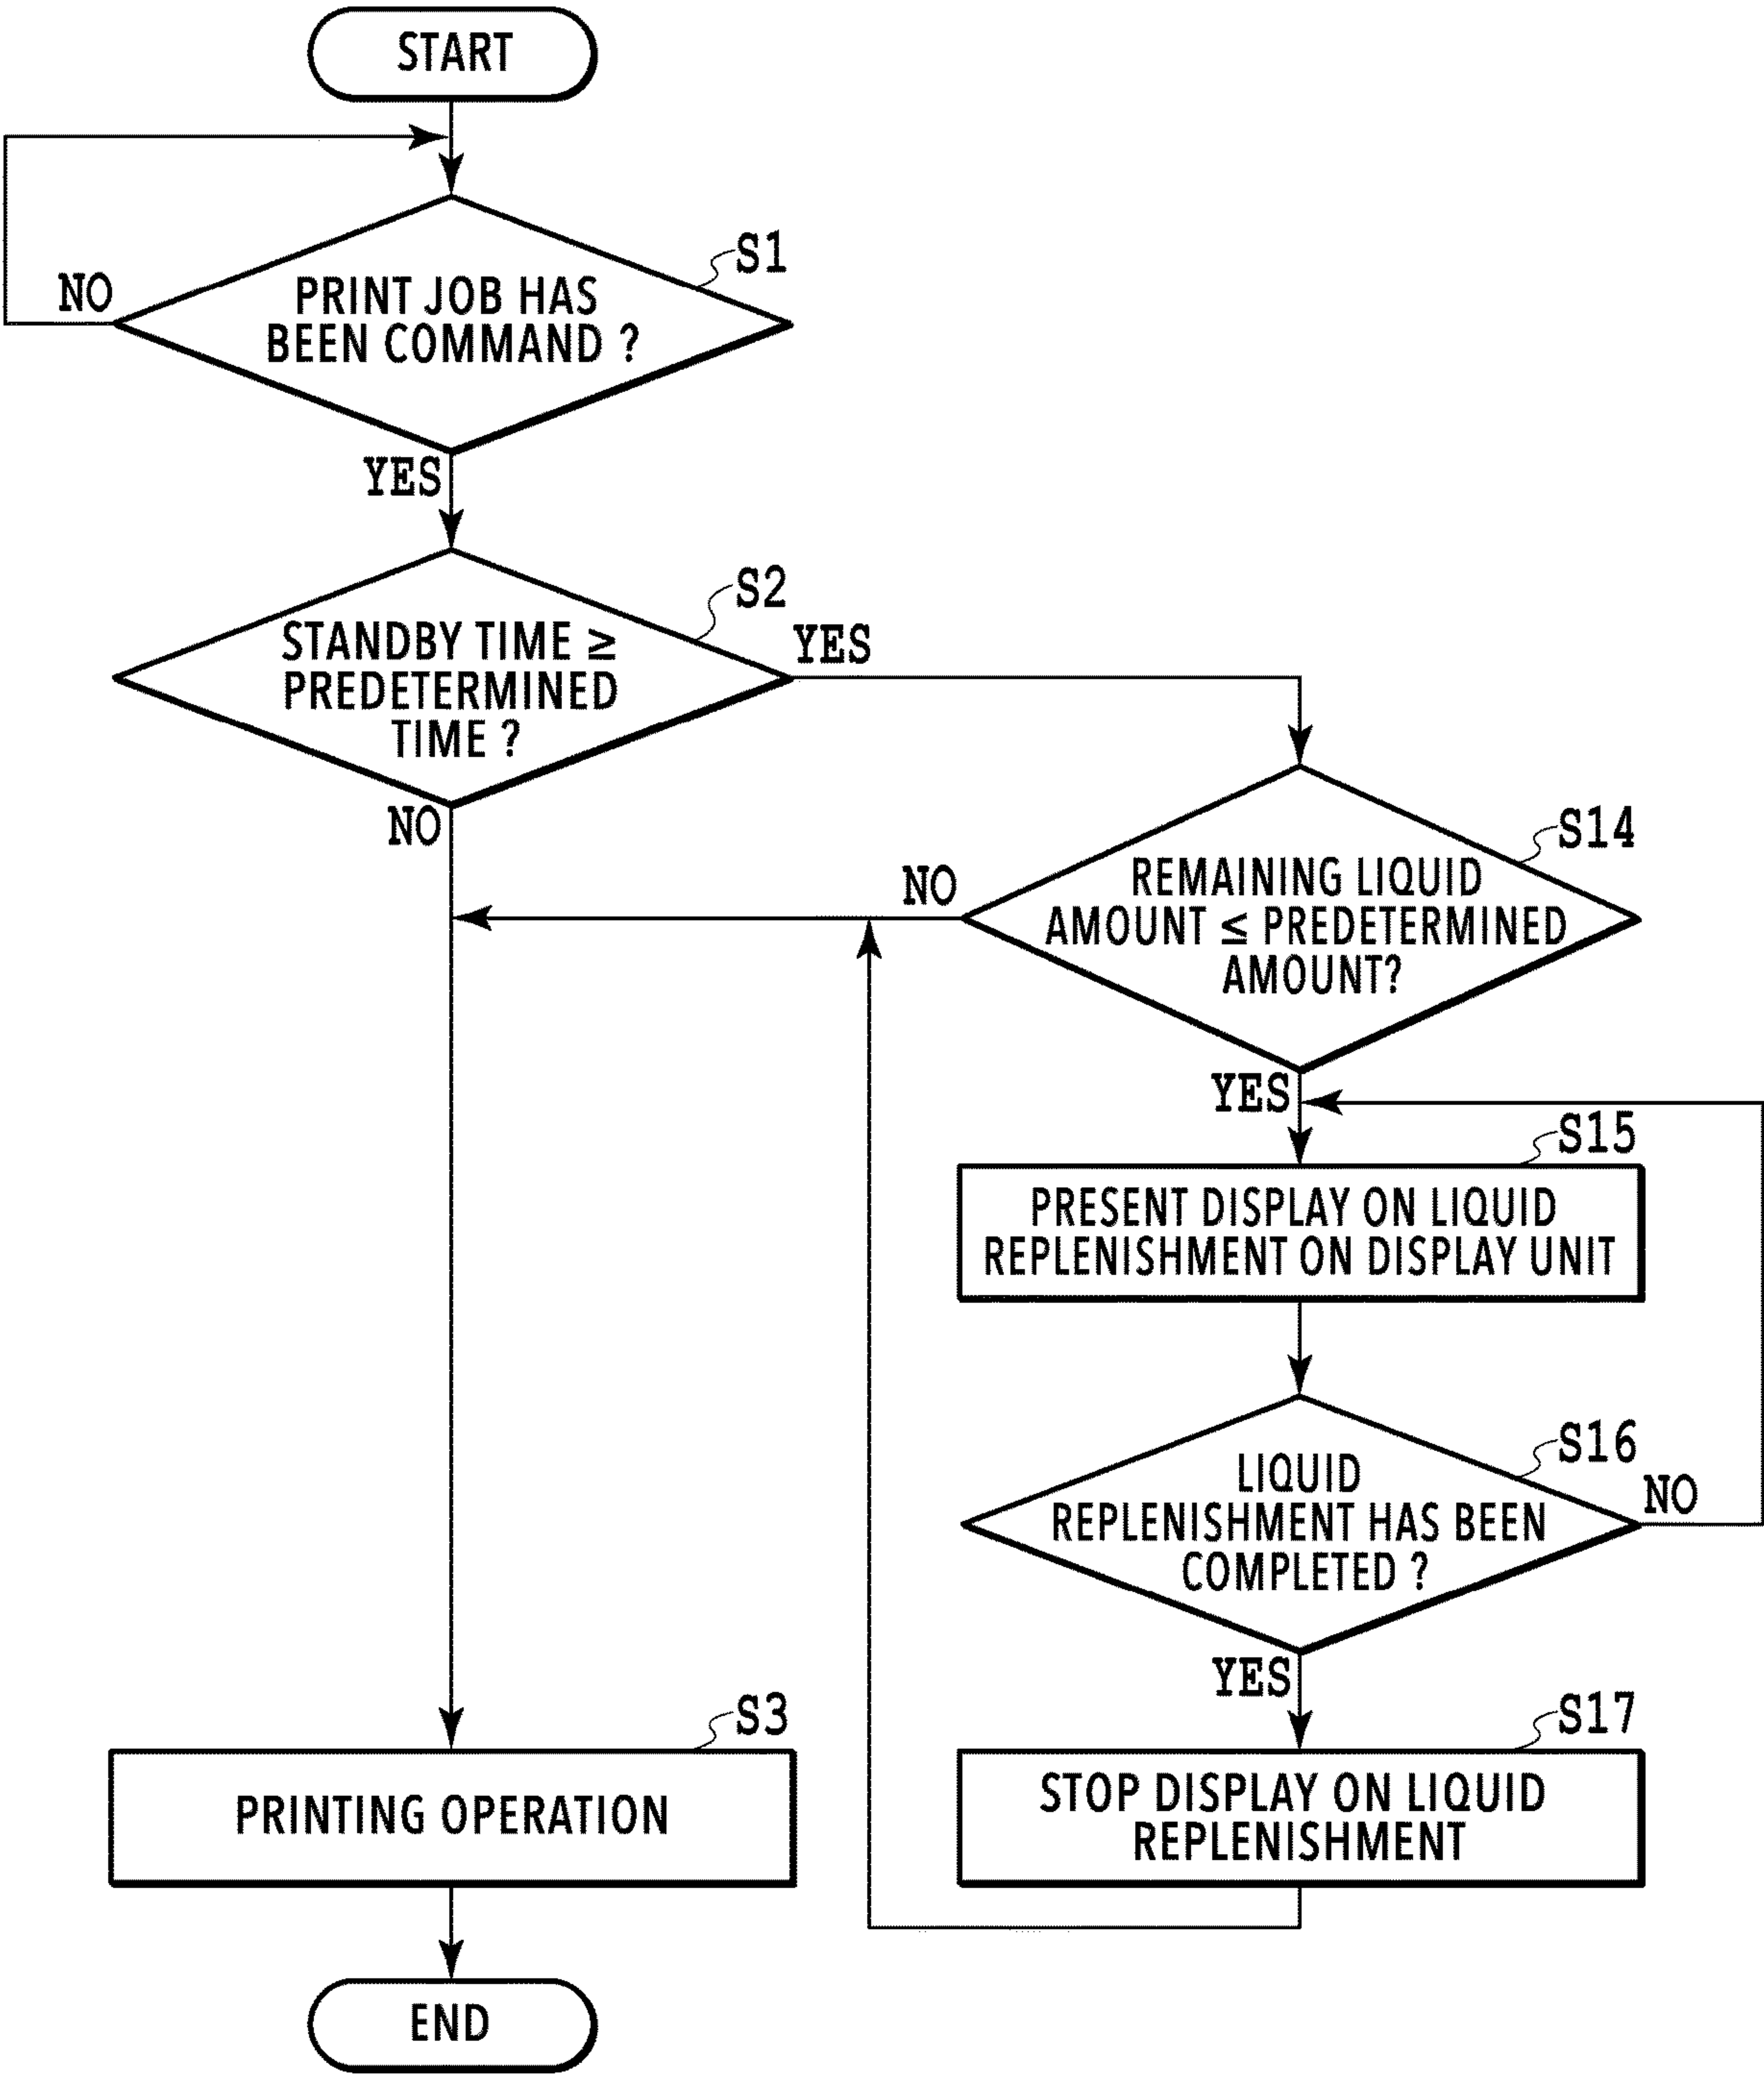 START
S1
NO
PRINT JOB HAS
BEEN COMMAND ?
YES
S2
STANDBY TIME ≥
PREDETERMINED
TIME ?
YES
NO
S14
NO
REMAINING LIQUID
AMOUNT ≤ PREDETERMINED
AMOUNT?
YES
S15
PRESENT DISPLAY ON LIQUID
REPLENISHMENT ON DISPLAY UNIT
S16
LIQUID
REPLENISHMENT HAS BEEN
COMPLETED ?
NO
YES
S3
PRINTING OPERATION
S17
STOP DISPLAY ON LIQUID
REPLENISHMENT
END